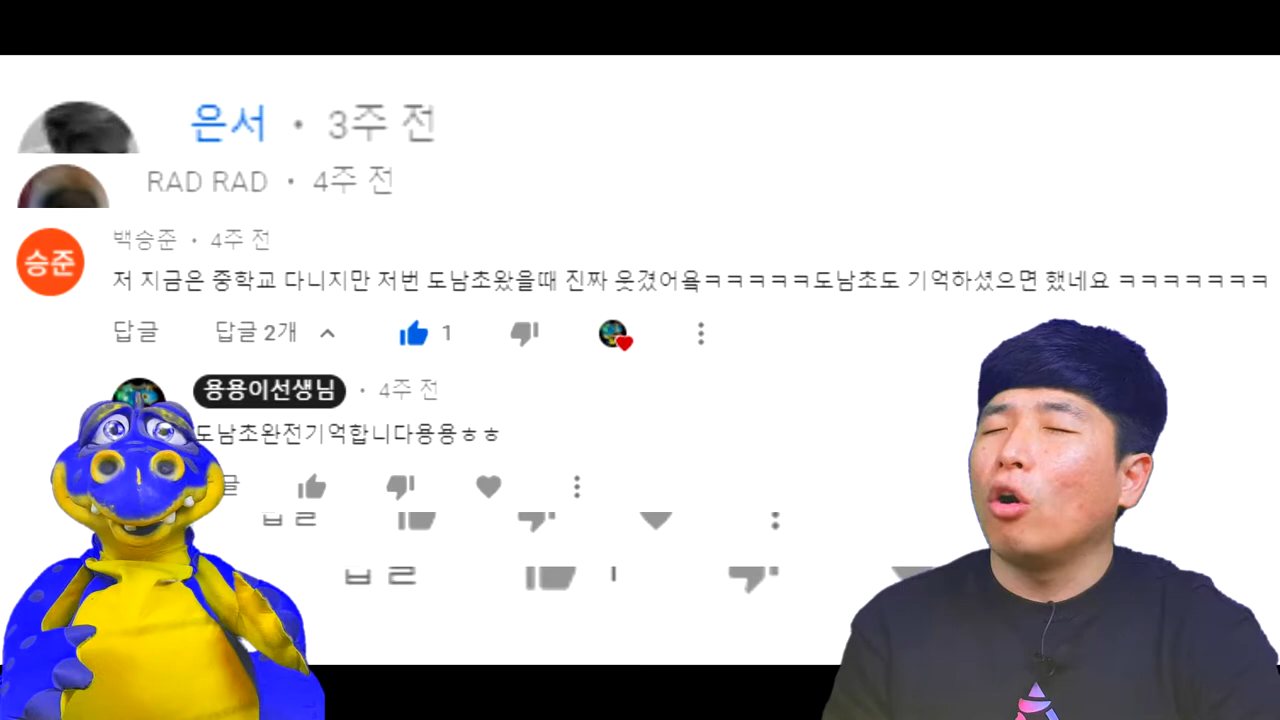 은서 • 3주 전
RAD RAD • 4주 전
승준
백승준 • 4주 전
저 지금은 중학교 다니지만 저번 도남초왔을때 진짜 웃겼어욬ㅋㅋㅋㅋㅋ도남초도 기억하셨으면 했네요 ㅋㅋㅋㅋㅋㅋㅋ
답글 답글 2개 1
용용이선생님 • 4주 전
도남초완전기억합니다용용ㅎㅎ
글